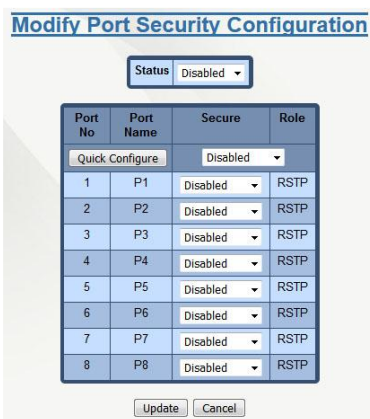 Modify Port Security Configuration
Status Disabled
Port No Port Name Secure Role
Quick Configure Disabled
1 P1 Disabled RSTP
2 P2 Disabled RSTP
3 P3 Disabled RSTP
4 P4 Disabled RSTP
5 P5 Disabled RSTP
6 P6 Disabled RSTP
7 P7 Disabled RSTP
8 P8 Disabled RSTP
Update Cancel